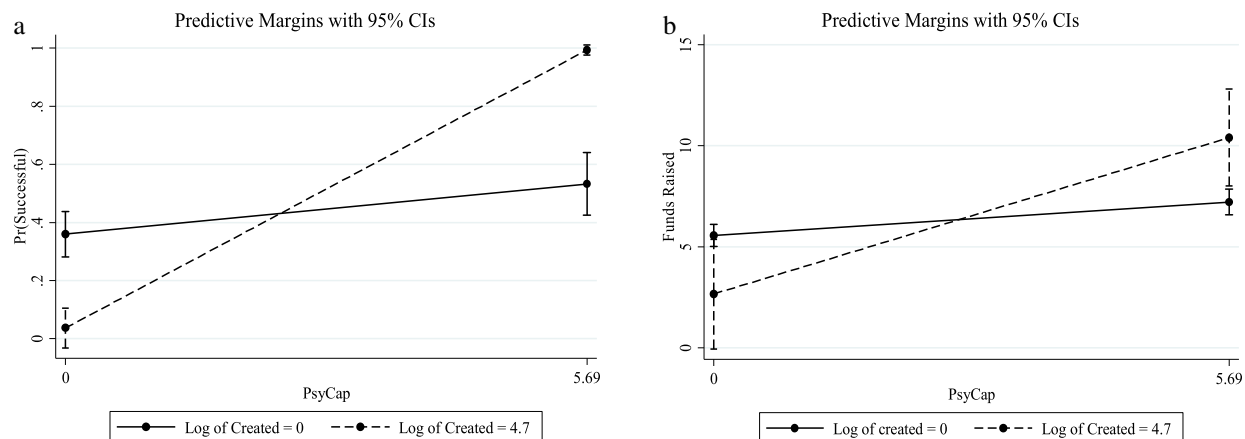 a
Predictive Margins with 95% CIs
1
.8
.6
.4
.2
0
Pr(Successful)
0
5.69
PsyCap
Log of Created = 0
Log of Created = 4.7
b
Predictive Margins with 95% CIs
15
10
5
0
Funds Raised
0
5.69
PsyCap
Log of created = 0
Log of Created = 4.7